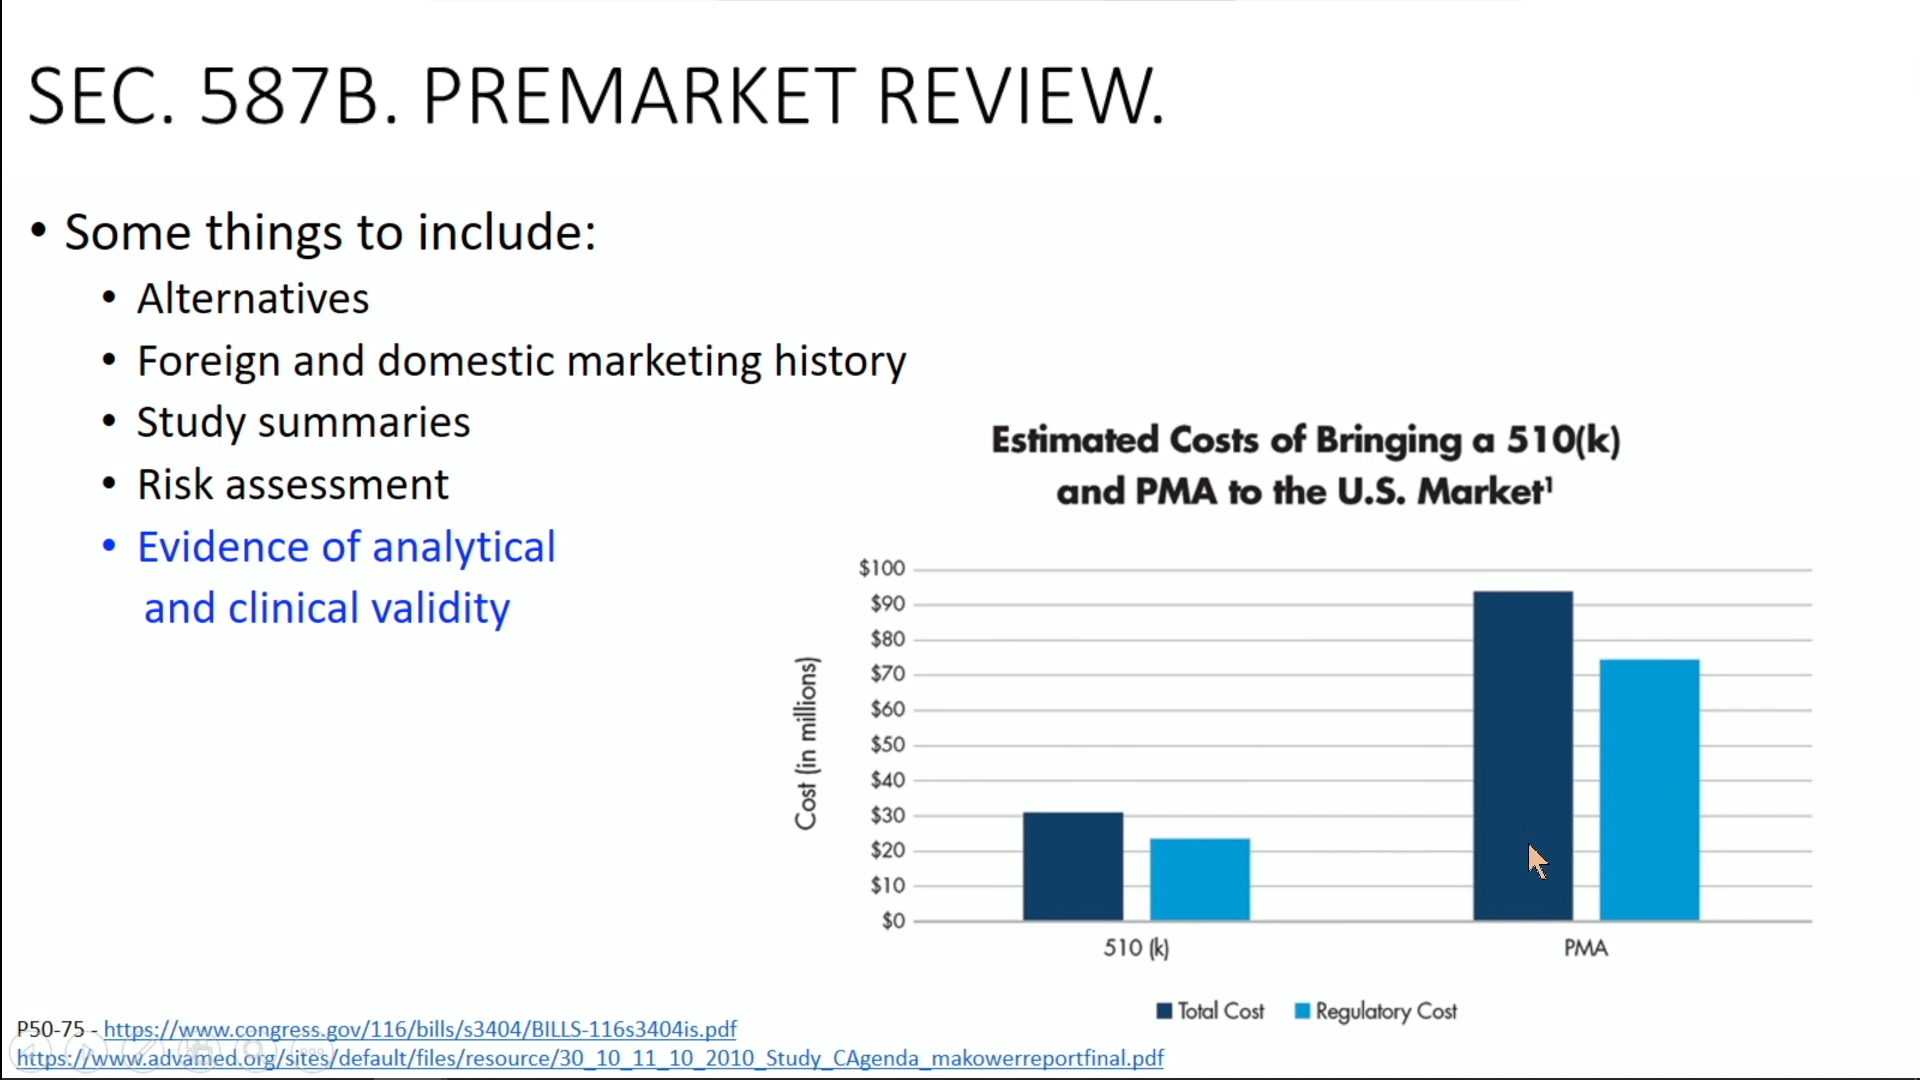 SEC. 587B. PREMARKET REVIEW.
• Some things to include:
• Alternatives
• Foreign and domestic marketing history
• Study summaries
• Risk assessment
• Evidence of analytical
and clinical validity
Estimated Costs of Bringing a 510(k)
and PMA to the U.S. Market¹
Cost (in millions)
$100
$90
$80
$70
$60
$50
$40
$30
$20
$10
$0
510 (k)
PMA
Total Cost
Regulatory Cost
P50-75 - https://www.congress.gov/116/bills/s3404/BILLS-116s3404is.pdf
https://www.advamed.org/sites/default/files/resource/30_10_11_10_2010_Study_CAgenda_makowerreportfinal.pdf